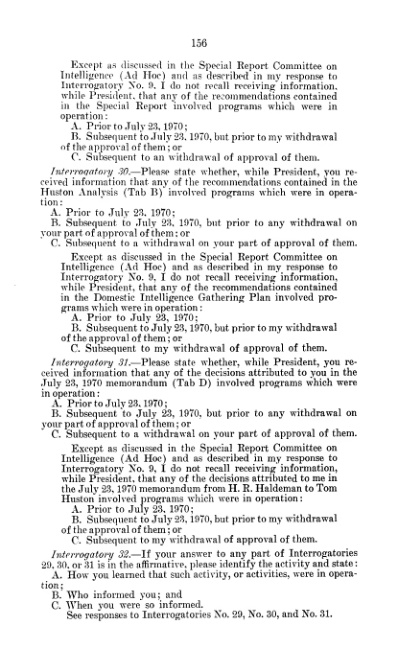 156
Except as discussed in the Special Report Committee on
Intelligence (Ad Hoc) and as described in my response to
Interrogatory No. 9, I do not recall receiving information,
while President, that any of the recommendations contained
in the Special Report involved programs which were in
operation:
A. Prior to July 23, 1970;
B. Subsequent to July 23, 1970, but prior to my withdrawal
of the approval of them; or
C. Subsequent to an withdrawal of approval of them.
Interrogatory 30.—Please state whether, while President, you re-
ceived information that any of the recommendations contained in the
Huston Analysis (Tab B) involved programs which were in opera-
tion:
A. Prior to July 23, 1970;
B. Subsequent to July 23, 1970, but prior to any withdrawal on
your part of approval of them; or
C. Subsequent to a withdrawal on your part of approval of them.
Except as discussed in the Special Report Committee on
Intelligence (Ad Hoc) and as described in my response to
Interrogatory No. 9, I do not recall receiving information,
while President, that any of the recommendations contained
in the Domestic Intelligence Gathering Plan involved pro-
grams which were in operation:
A. Prior to July 23, 1970;
B. Subsequent to July 23, 1970, but prior to my withdrawal
of the approval of them; or
C. Subsequent to my withdrawal of approval of them.
Interrogatory 31.—Please state whether, while President, you re-
ceived information that any of the decisions attributed to you in the
July 23, 1970 memorandum (Tab D) involved programs which were
in operation:
A. Prior to July 23, 1970;
B. Subsequent to July 23, 1970, but prior to any withdrawal on
your part of approval of them; or
C. Subsequent to a withdrawal on your part of approval of them.
Except as discussed in the Special Report Committee on
Intelligence (Ad Hoc) and as described in my response to
Interrogatory No. 9, I do not recall receiving information,
while President, that any of the decisions attributed to me in
the July 23, 1970 memorandum from H. R. Haldeman to Tom
Huston involved programs which were in operation:
A. Prior to July 23, 1970;
B. Subsequent to July 23, 1970, but prior to my withdrawal
of the approval of them; or
C. Subsequent to my withdrawal of approval of them.
Interrogatory 32.—If your answer to any part of Interrogatories
29, 30, or 31 is in the affirmative, please identify the activity and state:
A. How you learned that such activity, or activities, were in opera-
tion;
B. Who informed you; and
C. When you were so informed.
See responses to Interrogatories No. 29, No. 30, and No. 31.